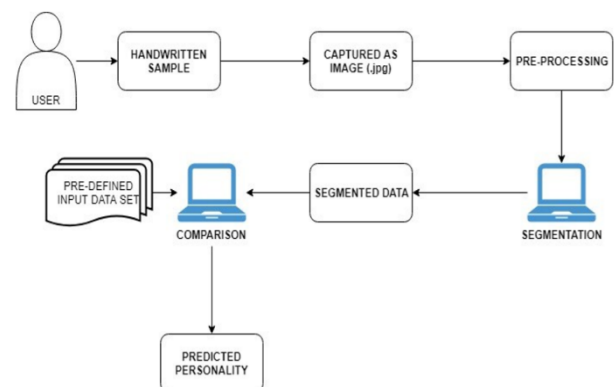 USER
HANDWRITTEN
SAMPLE
CAPTURED AS
IMAGE (.jpg)
PRE-PROCESSING
SEGMENTATION
SEGMENTED DATA
PRE-DEFINED
INPUT DATA SET
COMPARISON
PREDICTED
PERSONALITY